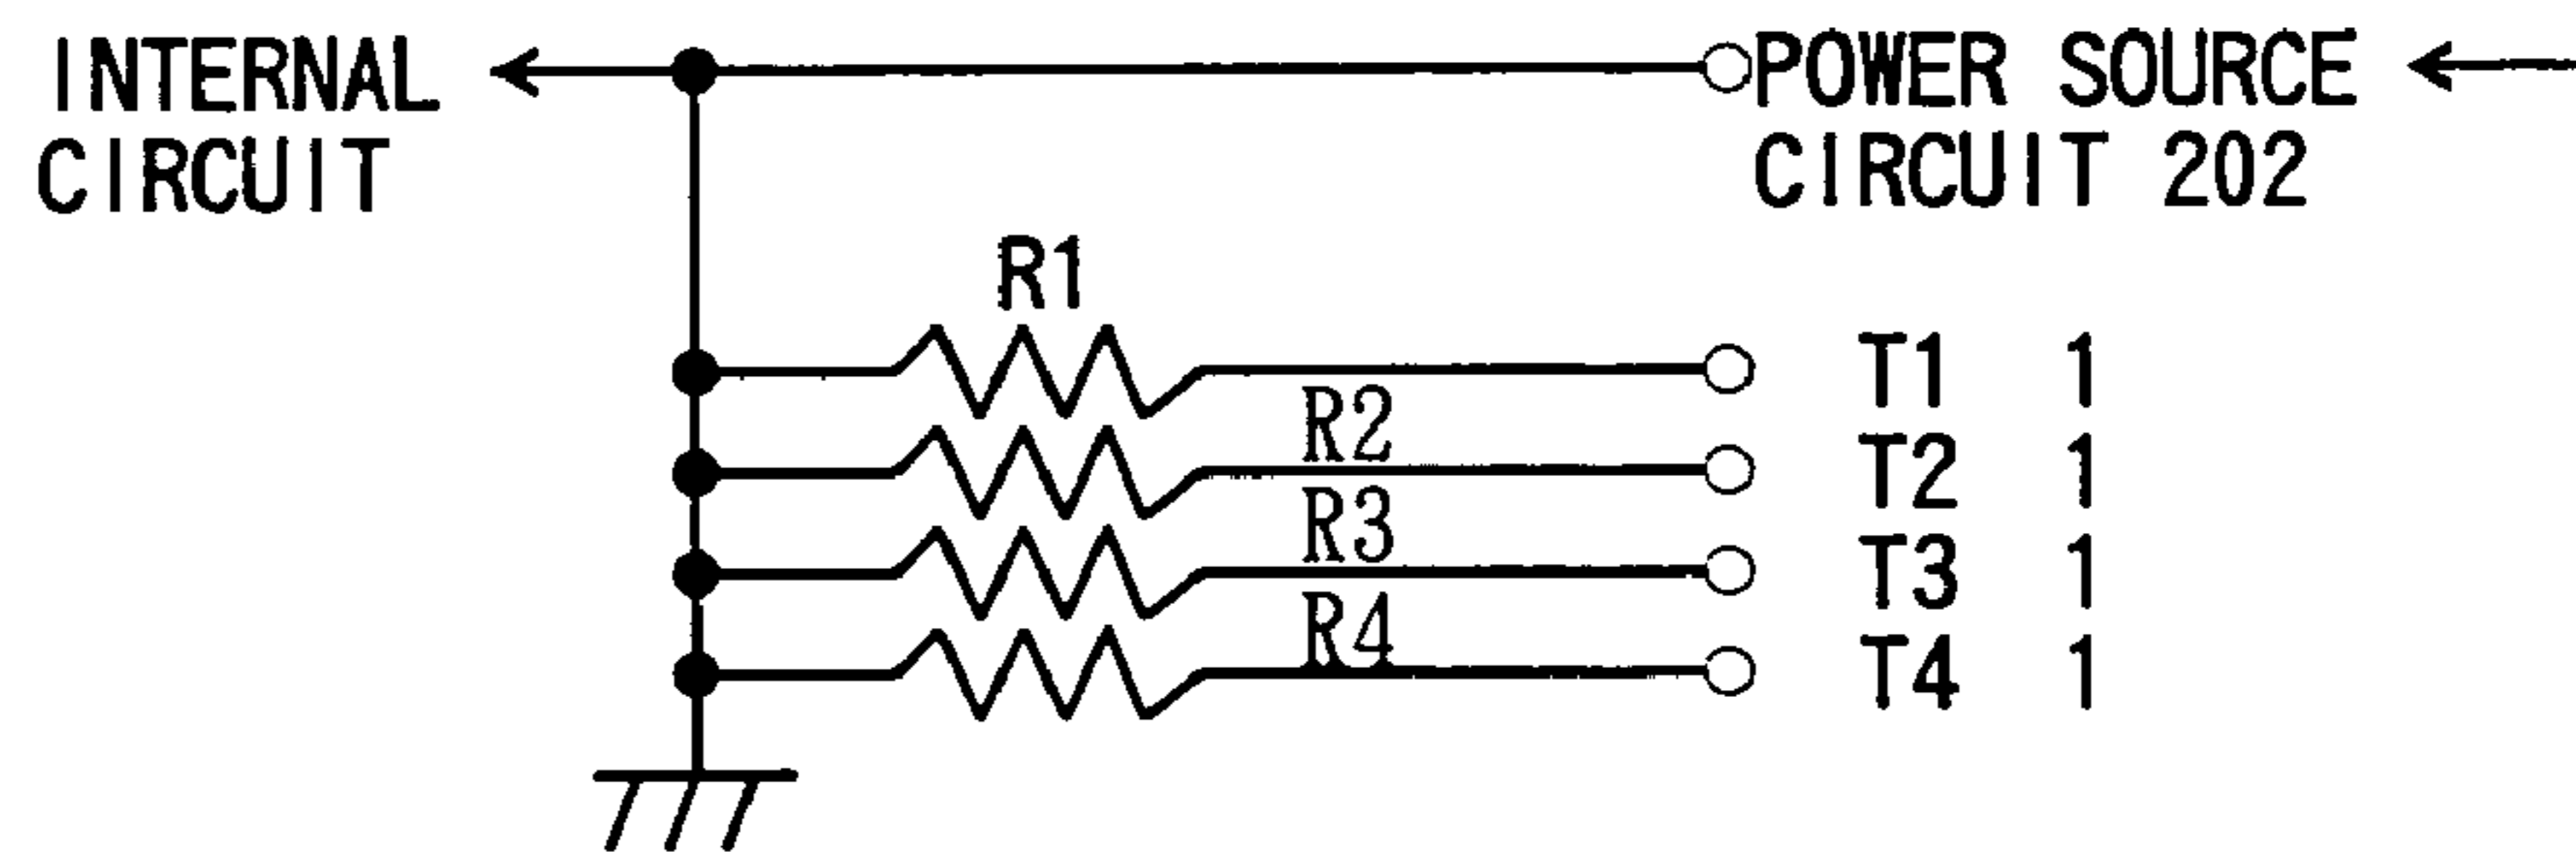 INTERNAL
CIRCUIT
POWER SOURCE
CIRCUIT 202
R1
T1 1
R2
T2 1
R3
T3 1
R4
T4 1